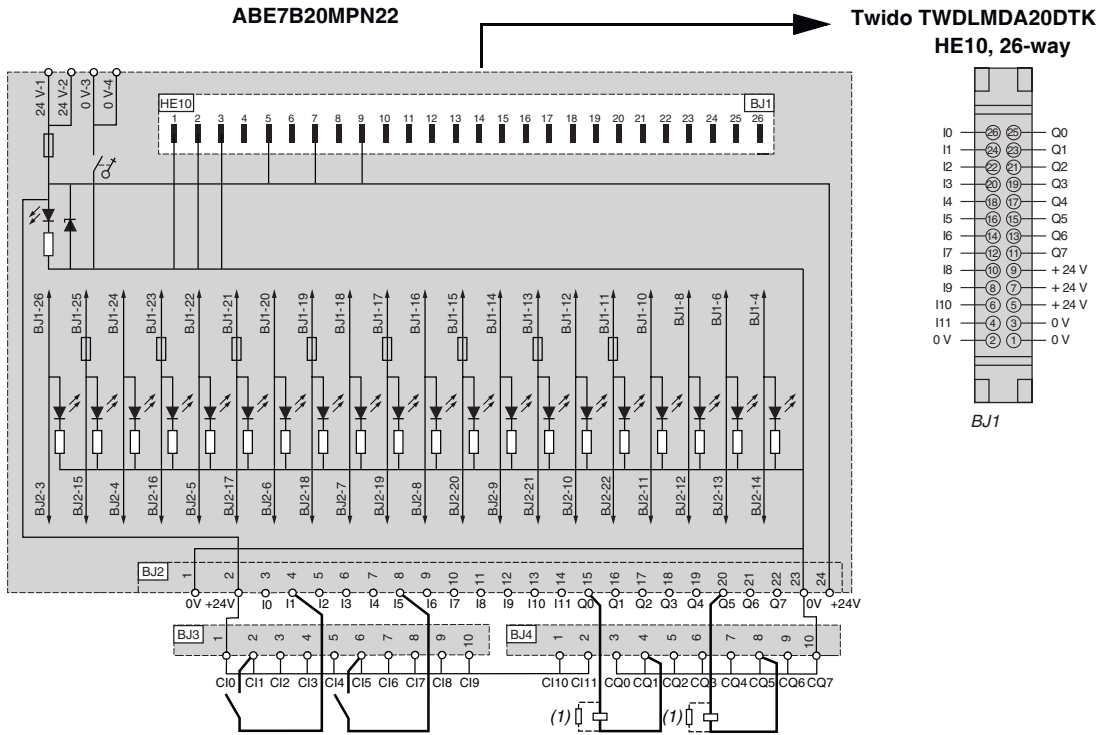 ABE7B20MPN22
Twido TWDLMDA20DTK
HE10, 26-way
24 V-1
24 V-2
0 V-3
0 V-4
HE10
BJ1
1 2 3 4 5 6 7 8 9 10 11 12 13 14 15 16 17 18 19 20 21 22 23 24 25 26
I0 26 25 Q0
I1 24 23 Q1
I2 22 21 Q2
I3 20 19 Q3
I4 18 17 Q4
I5 16 15 Q5
I6 14 13 Q6
I7 12 11 Q7
I8 10 9 + 24 V
I9 8 7 + 24 V
I10 6 5 + 24 V
I11 4 3 0 V
0 V 2 1 0 V
BJ1
BJ1-26 BJ1-25 BJ1-24 BJ1-23 BJ1-22 BJ1-21 BJ1-20 BJ1-19 BJ1-18 BJ1-17 BJ1-16 BJ1-15 BJ1-14 BJ1-13 BJ1-12 BJ1-11 BJ1-10 BJ1-8 BJ1-6 BJ1-4
BJ2-3 BJ2-15 BJ2-4 BJ2-16 BJ2-5 BJ2-17 BJ2-6 BJ2-18 BJ2-7 BJ2-19 BJ2-8 BJ2-20 BJ2-9 BJ2-21 BJ2-10 BJ2-22 BJ2-11 BJ2-12 BJ2-13 BJ2-14
BJ2
1 2 3 4 5 6 7 8 9 10 11 12 13 14 15 16 17 18 19 20 21 22 23 24
0V +24V I0 I1 I2 I3 I4 I5 I6 I7 I8 I9 I10 I11 Q0 Q1 Q2 Q3 Q4 Q5 Q6 Q7 0V +24V
BJ3
1 2 3 4 5 6 7 8 9 10
BJ4
1 2 3 4 5 6 7 8 9 10
CI0 CI1 CI2 CI3 CI4 CI5 CI6 CI7 CI8 CI9
CI10 CI11 CQ0 CQ1 CQ2 CQ3 CQ4 CQ5 CQ6 CQ7
(1)
(1)